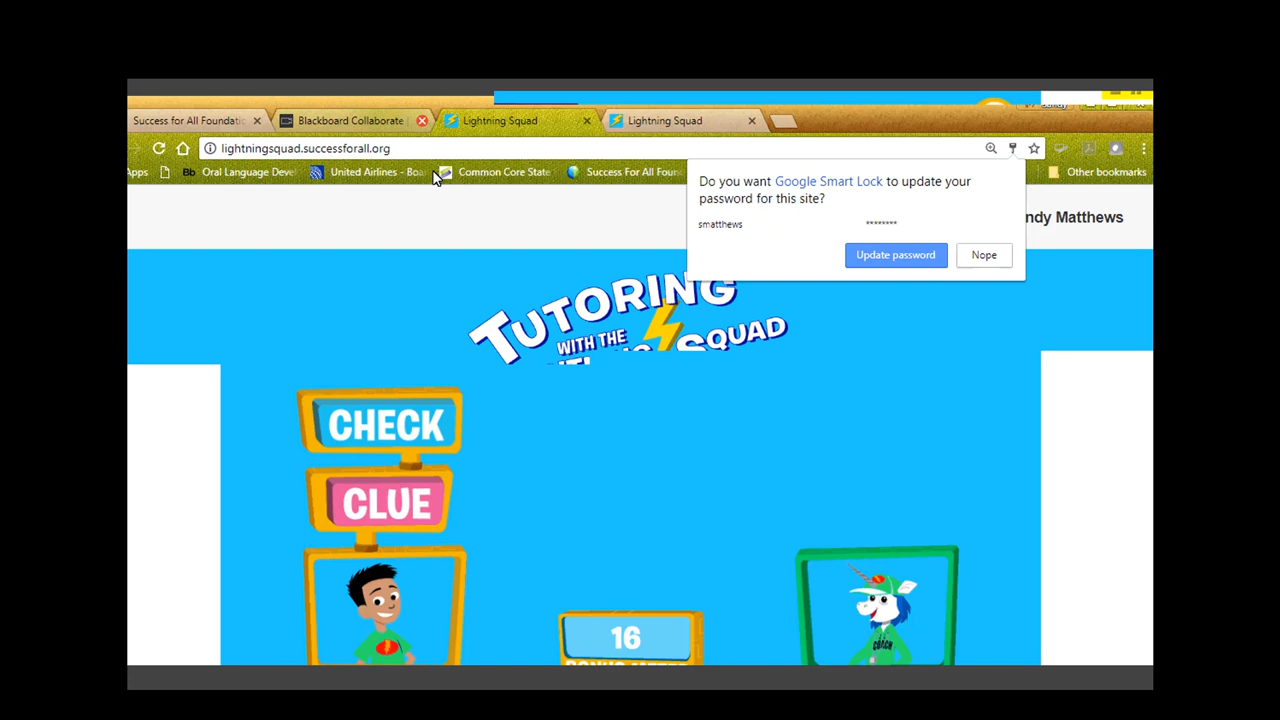 Success for All Foundatio
Blackboard Collaborate
Lightning Squad
Lightning Squad
lightningsquad.successforall.org
Apps
Bb
Oral Language Deve
United Airlines - Boa
Common Core State
Success For All Foun
Other bookmarks
Do you want Google Smart Lock to update your
password for this site?
smatthews ********
Update password Nope
ndy Matthews
TUTORING
WITH THE
SQUAD
CHECK
CLUE
16
COACH